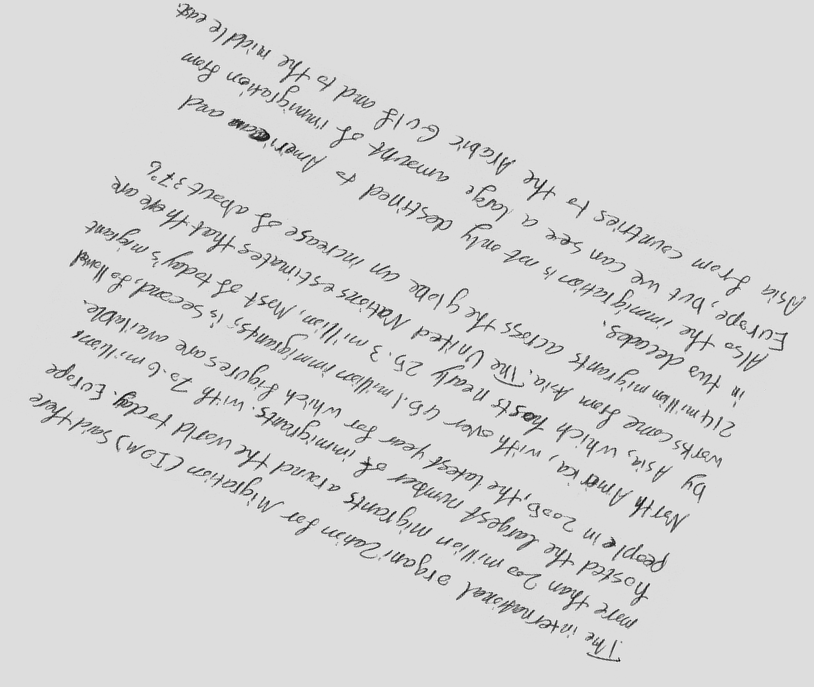 The international organization for Migration (IOM) said there
more than 200 million migrants around the world today. Europe
hosted the largest number of immigrants. with 70.6 millions
people in 2005, the latest year for which figures are available.
North America, with over 45.1 million immigrants, is second, followed
by Asia, which hosts nearly 25.3 million, Most of today's migrant
works come from Asia. The United Nations estimates that there are
214 million migrants across the globe an increase of about 37%
in two decades.
Also the immigration is not only destined to American and
Europe, but we can see a large amount of immigration from
Asia from countries to the Arabic Gulf and to the middle east.